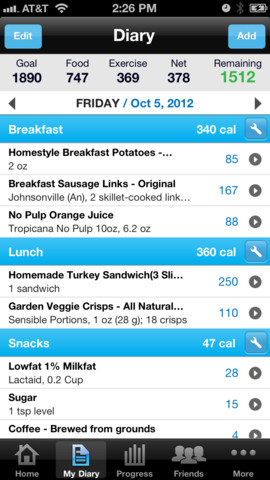 AT&T 2:26 PM
Edit Diary Add
Goal Food Exercise Net Remaining
1890 747 369 378 1512
FRIDAY / Oct 5, 2012
Breakfast 340 cal
Homestyle Breakfast Potatoes -... 85
2 oz
Breakfast Sausage Links - Original 167
Johnsonville (An), 2 skillet-cooked link...
No Pulp Orange Juice 88
Tropicana No Pulp 10oz, 6.2 oz
Lunch 360 cal
Homemade Turkey Sandwich(3 Sli... 250
1 sandwich
Garden Veggie Crisps - All Natural... 110
Sensible Portions, 1 oz (28 g); 18 crisps
Snacks 47 cal
Lowfat 1% Milkfat 28
Lactaid, 0.2 Cup
Sugar 15
1 tsp level
Coffee - Brewed from grounds 4
Home My Diary Progress Friends More